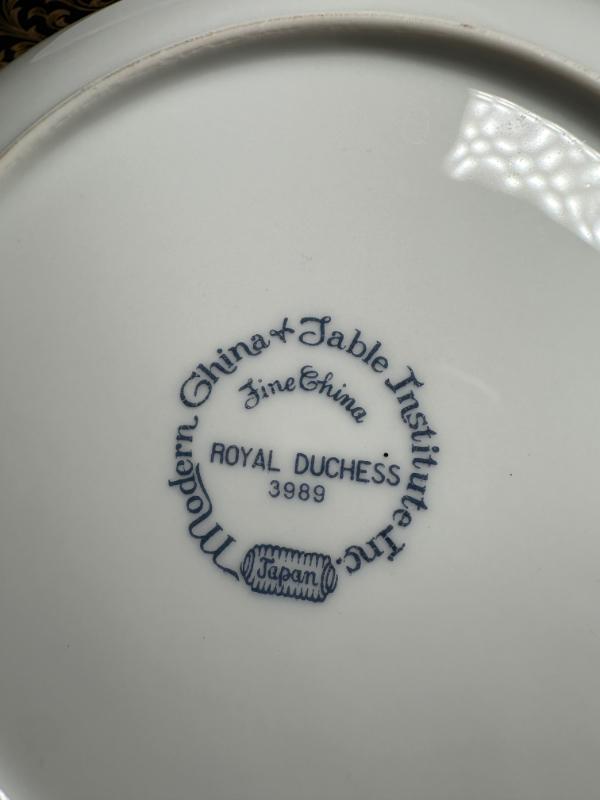 Modern China & Table Institute Inc.
Fine China
ROYAL DUCHESS
3989
Japan